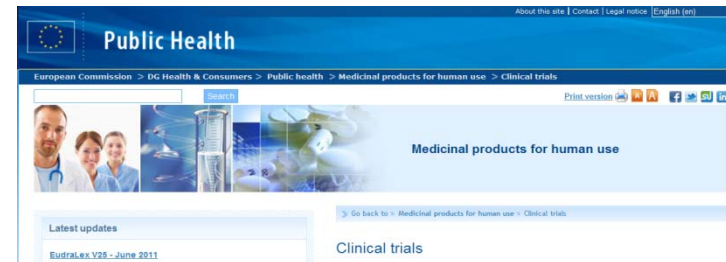 About this site | Contact | Legal notice English (en)
Public Health
European Commission > DG Health & Consumers > Public health > Medicinal products for human use > Clinical trials
Search
Print version A A
Medicinal products for human use
Go back to > Medicinal products for human use > Clinical trials
Latest updates
Clinical trials
EudraLex V25 - June 2011